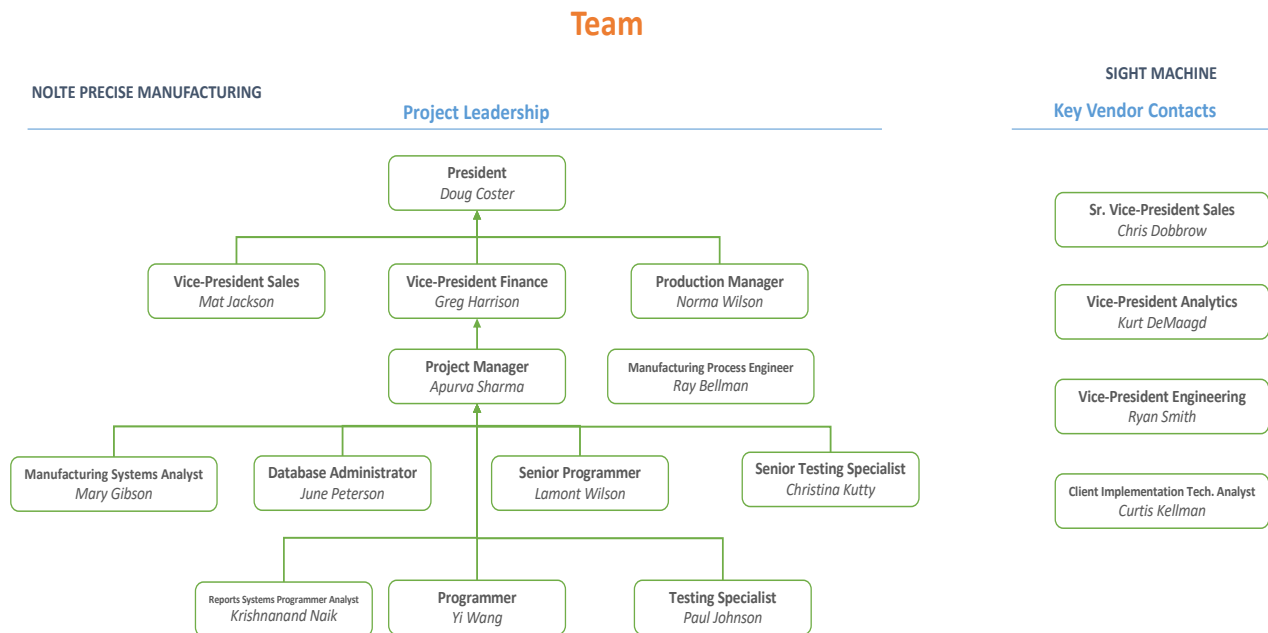 Team
NOLTE PRECISE MANUFACTURING
Project Leadership
SIGHT MACHINE
Key Vendor Contacts
President
Doug Coster
Vice-President Sales
Mat Jackson
Vice-President Finance
Greg Harrison
Production Manager
Norma Wilson
Project Manager
Apurva Sharma
Manufacturing Process Engineer
Ray Bellman
Manufacturing Systems Analyst
Mary Gibson
Database Administrator
June Peterson
Senior Programmer
Lamont Wilson
Senior Testing Specialist
Christina Kutty
Reports Systems Programmer Analyst
Krishnanand Naik
Programmer
Yi Wang
Testing Specialist
Paul Johnson
Sr. Vice-President Sales
Chris Dobbrow
Vice-President Analytics
Kurt DeMaagd
Vice-President Engineering
Ryan Smith
Client Implementation Tech. Analyst
Curtis Kellman